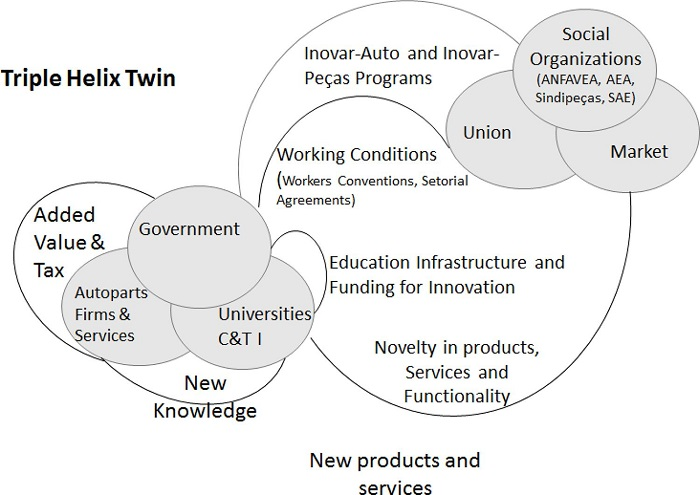 Triple Helix Twin
Inovar-Auto and Inovar-
Peças Programs
Social
Organizations
(ANFAVEA, AEA,
Sindipeças, SAE)
Union
Market
Working Conditions
(Workers Conventions, Setorial
Agreements)
Added
Value &
Tax
Government
Autoparts
Firms &
Services
Universities
C&T I
Education Infrastructure and
Funding for Innovation
Novelty in products,
Services and
Functionality
New
Knowledge
New products and
services